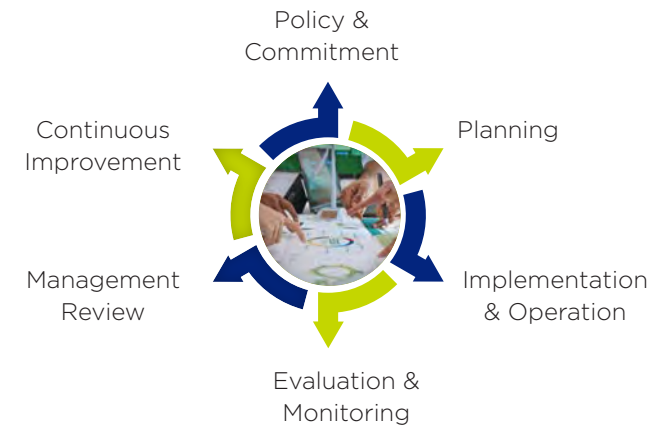 Policy &
Commitment
Planning
Implementation
& Operation
Evaluation &
Monitoring
Management
Review
Continuous
Improvement